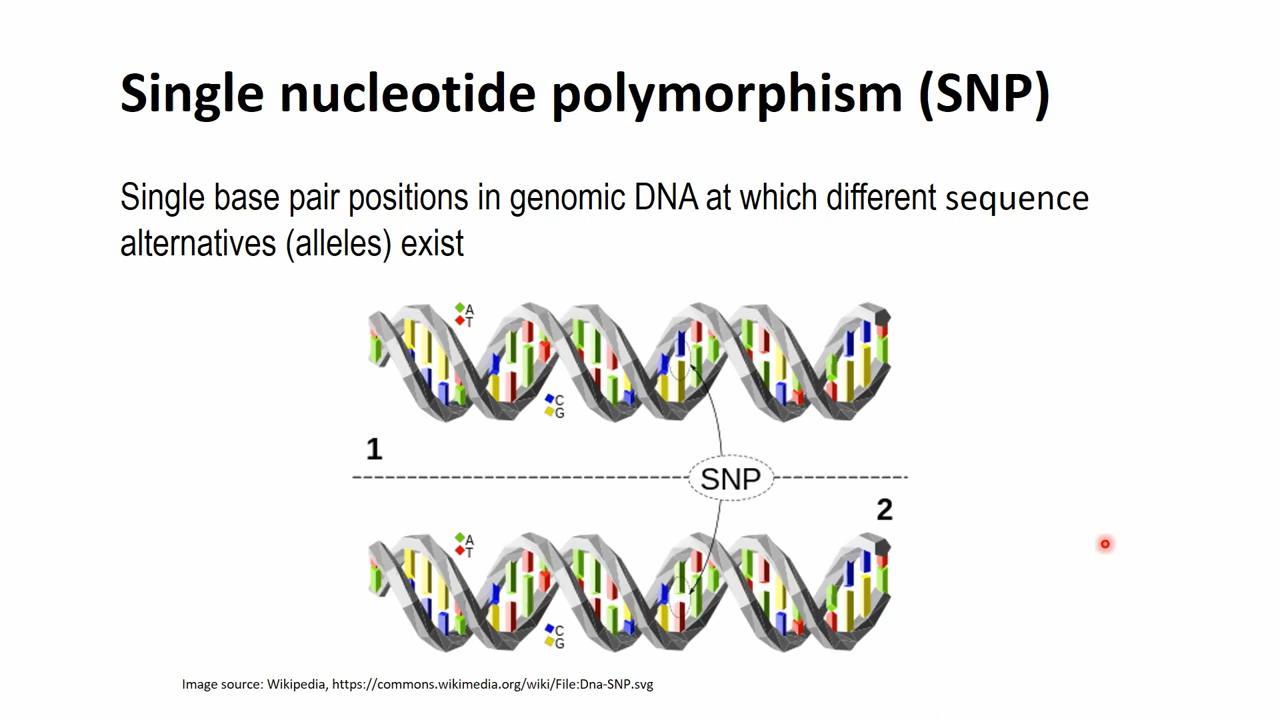 Single nucleotide polymorphism (SNP)
Single base pair positions in genomic DNA at which different sequence
alternatives (alleles) exist
A
T
C
G
1
SNP
2
A
T
C
G
Image source: Wikipedia, https://commons.wikimedia.org/wiki/File:Dna-SNP.svg